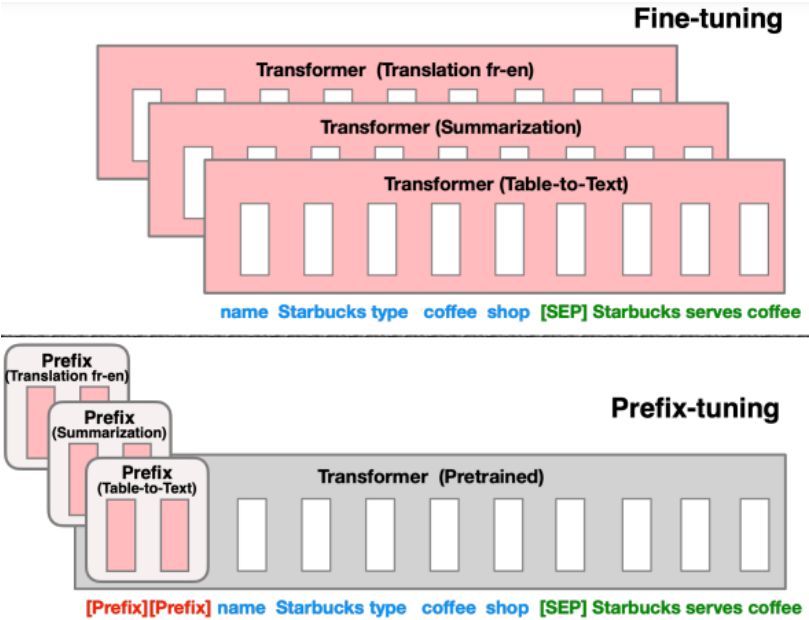 Fine-tuning
Transformer (Translation fr-en)
Transformer (Summarization)
Transformer (Table-to-Text)
name Starbucks type coffee shop [SEP] Starbucks serves coffee
Prefix
(Translation fr-en)
Prefix-tuning
Prefix
(Summarization)
Prefix
(Table-to-Text)
Transformer (Pretrained)
[Prefix][Prefix] name Starbucks type coffee shop [SEP] Starbucks serves coffee